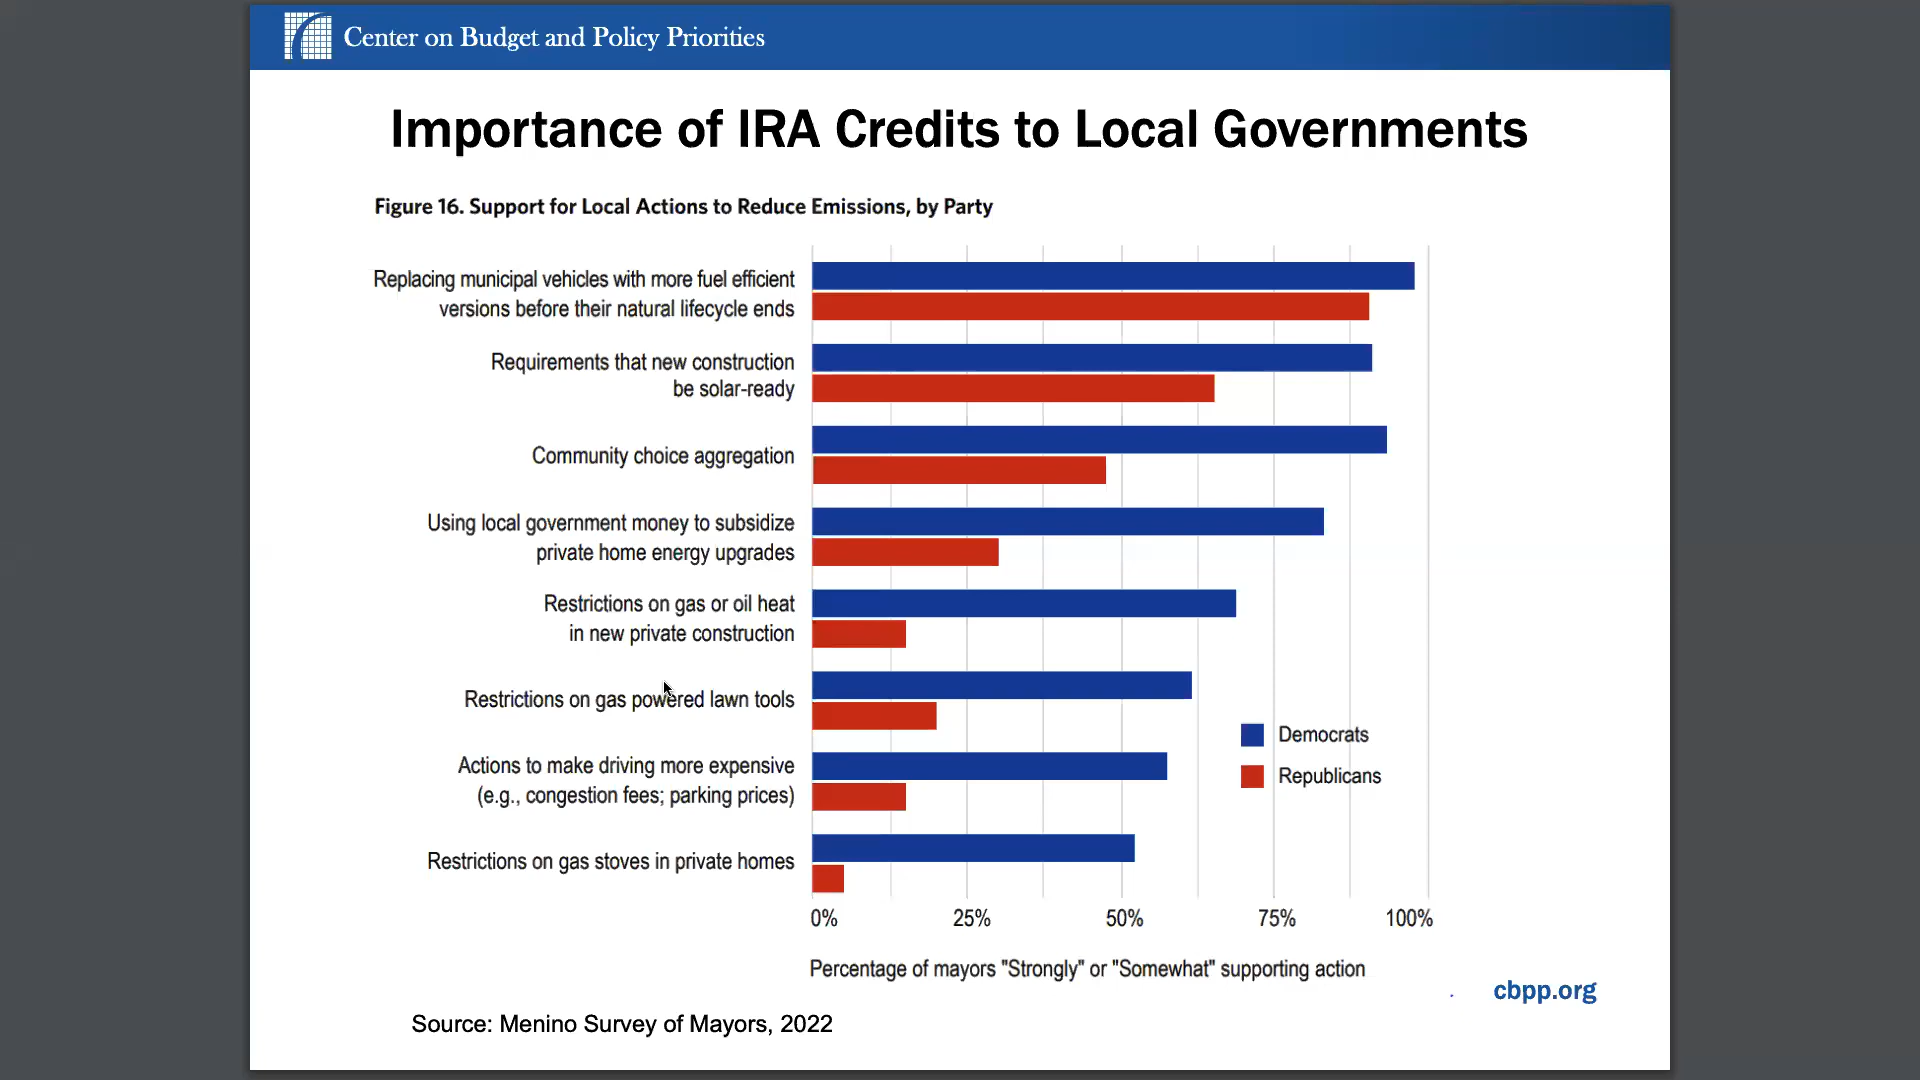 Center on Budget and Policy Priorities
Importance of IRA Credits to Local Governments
Figure 16. Support for Local Actions to Reduce Emissions, by Party
Replacing municipal vehicles with more fuel efficient
versions before their natural lifecycle ends
Requirements that new construction
be solar-ready
Community choice aggregation
Using local government money to subsidize
private home energy upgrades
Restrictions on gas or oil heat
in new private construction
Restrictions on gas powered lawn tools
Actions to make driving more expensive
(e.g., congestion fees; parking prices)
Restrictions on gas stoves in private homes
Democrats
Republicans
0% 25% 50% 75% 100%
Percentage of mayors "Strongly" or "Somewhat" supporting action
cbpp.org
Source: Menino Survey of Mayors, 2022